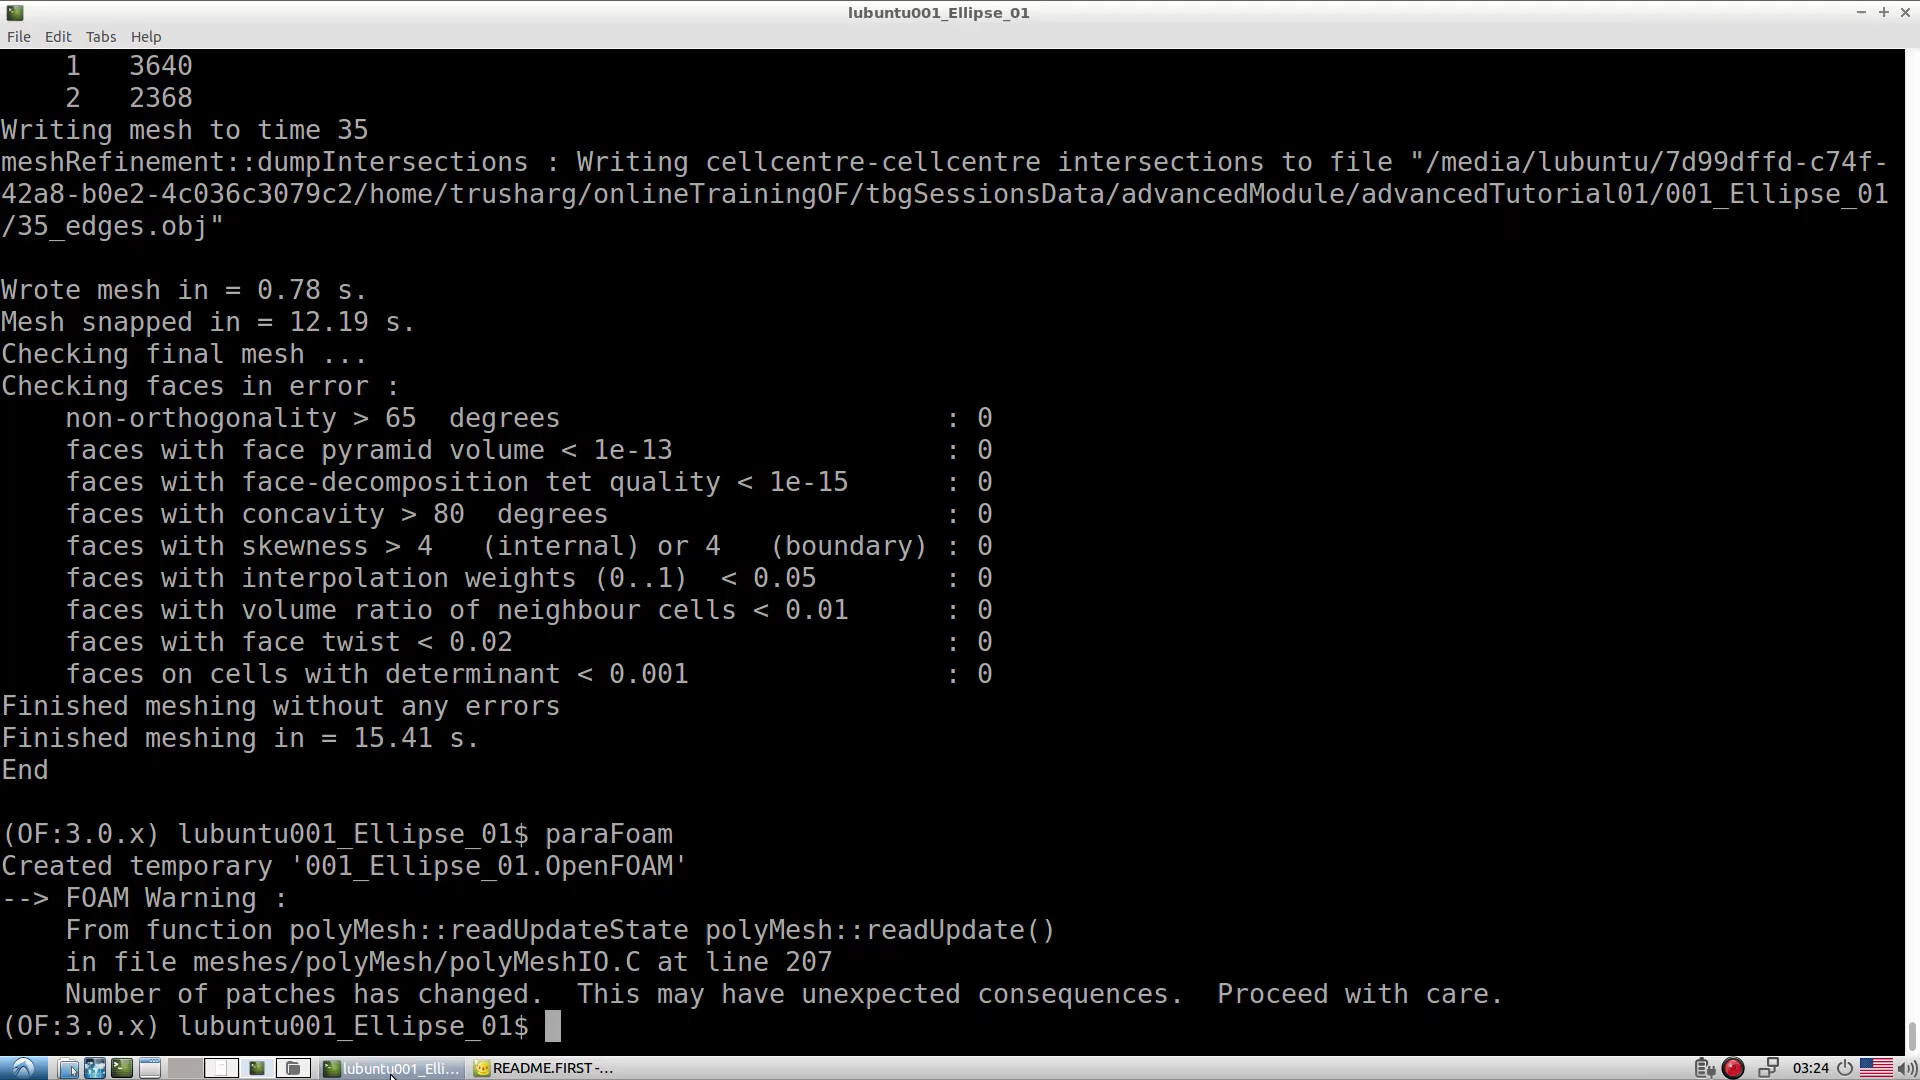 lubuntu001_Ellipse_01
File Edit Tabs Help
1 3640
2 2368
Writing mesh to time 35
meshRefinement::dumpIntersections : Writing cellcentre-cellcentre intersections to file "/media/lubuntu/7d99dffd-c74f-
42a8-b0e2-4c036c3079c2/home/trusharg/onlineTrainingOF/tbgSessionsData/advancedModule/advancedTutorial01/001_Ellipse_01
/35_edges.obj"
Wrote mesh in = 0.78 s.
Mesh snapped in = 12.19 s.
Checking final mesh ...
Checking faces in error :
non-orthogonality > 65 degrees : 0
faces with face pyramid volume < 1e-13 : 0
faces with face-decomposition tet quality < 1e-15 : 0
faces with concavity > 80 degrees : 0
faces with skewness > 4 (internal) or 4 (boundary) : 0
faces with interpolation weights (0..1) < 0.05 : 0
faces with volume ratio of neighbour cells < 0.01 : 0
faces with face twist < 0.02 : 0
faces on cells with determinant < 0.001 : 0
Finished meshing without any errors
Finished meshing in = 15.41 s.
End
(OF:3.0.x) lubuntu001_Ellipse_01$ paraFoam
Created temporary '001_Ellipse_01.OpenFOAM'
--> FOAM Warning :
From function polyMesh::readUpdateState polyMesh::readUpdate()
in file meshes/polyMesh/polyMeshIO.C at line 207
Number of patches has changed. This may have unexpected consequences. Proceed with care.
(OF:3.0.x) lubuntu001_Ellipse_01$
lubuntu001_Elli... README.FIRST -... 03:24